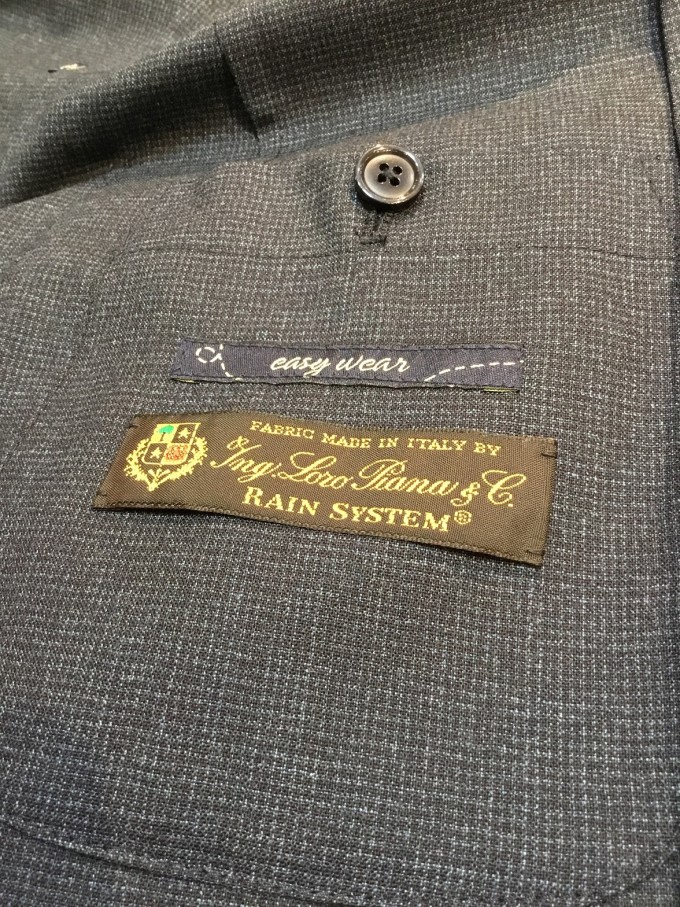 easy wear
FABRIC MADE IN ITALY BY
Ing. Loro Piana & C.
RAIN SYSTEM®